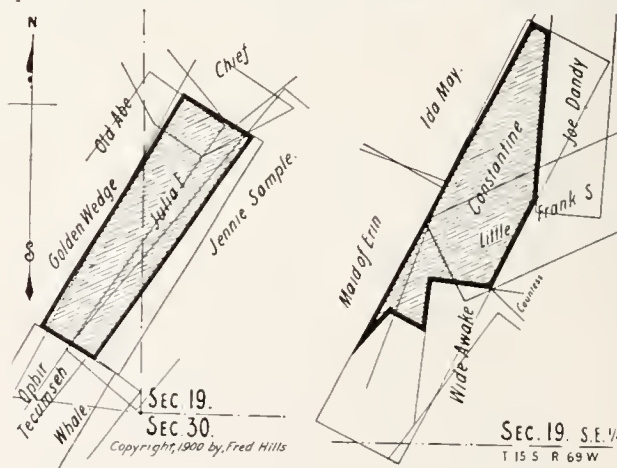 N
S
Old Abe
Chief
Golden Wedge
Julia E
Jennie Sample.
Ophir
Tecumseh
Whale
SEC. 19.
SEC. 30.
Copyright, 1900 by, Fred Hills
Ida May.
Constantine
Joe Dandy
Little Frank S
Maid of Erin
Wide Awake
Countess
SEC. 19. S.E. 1/4
T 15 S R 69 W